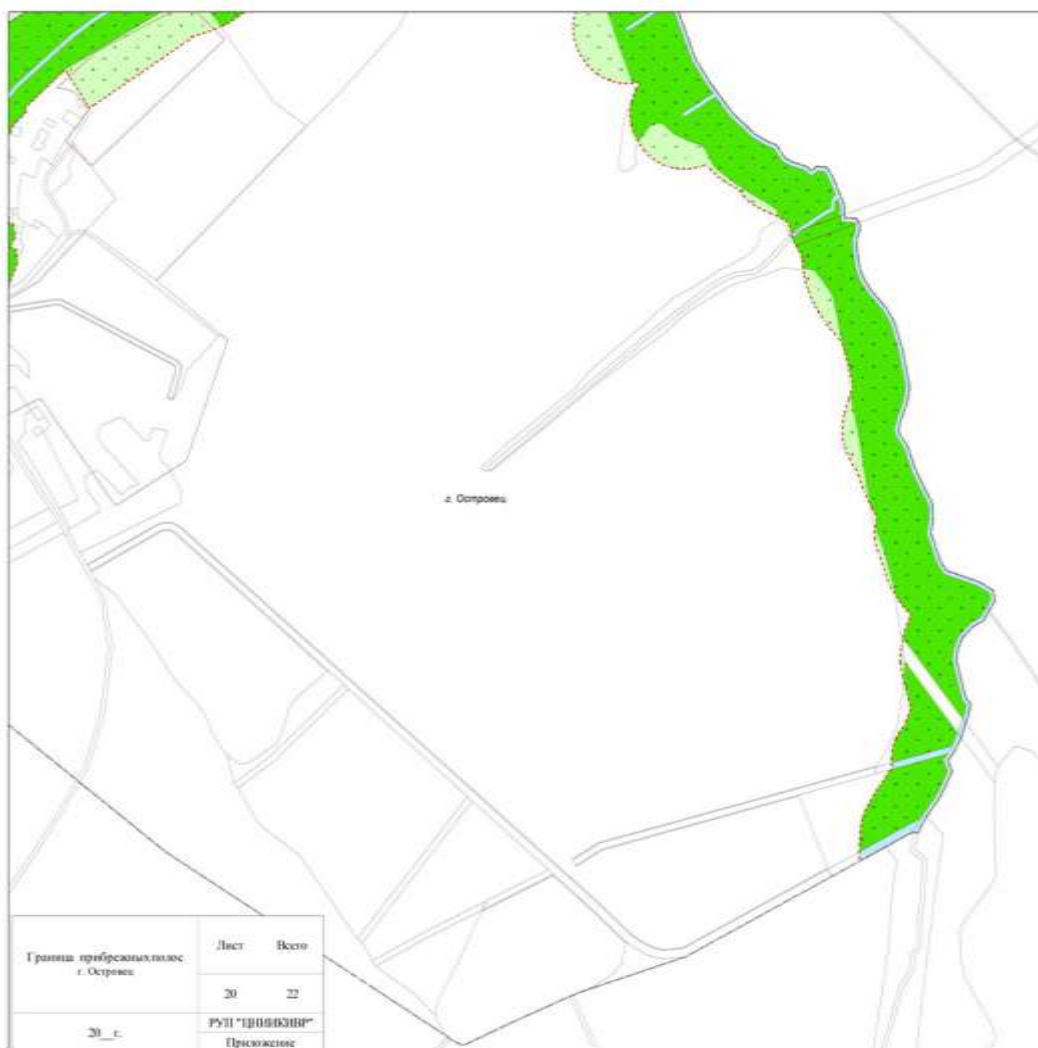 г. Островец
Граница прибрежных полос
г. Островец
Лист Всего
20 22
20__г.
РУП "ЦНИИКИВР"
Приложение